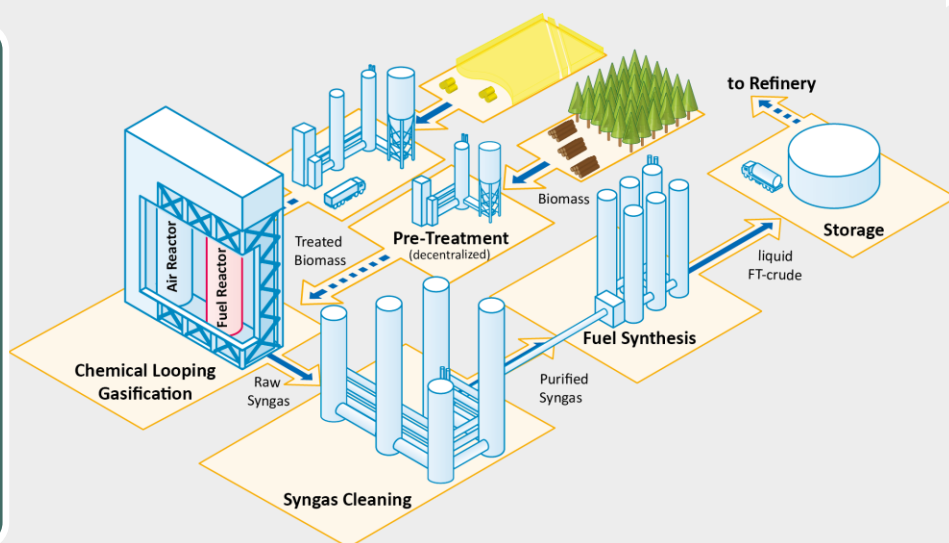 to Refinery
Biomass
Storage
Pre-Treatment
(decentralized)
Treated
Biomass
Air Reactor
Fuel Reactor
liquid
FT-crude
Fuel Synthesis
Chemical Looping
Gasification
Raw
Syngas
Purified
Syngas
Syngas Cleaning